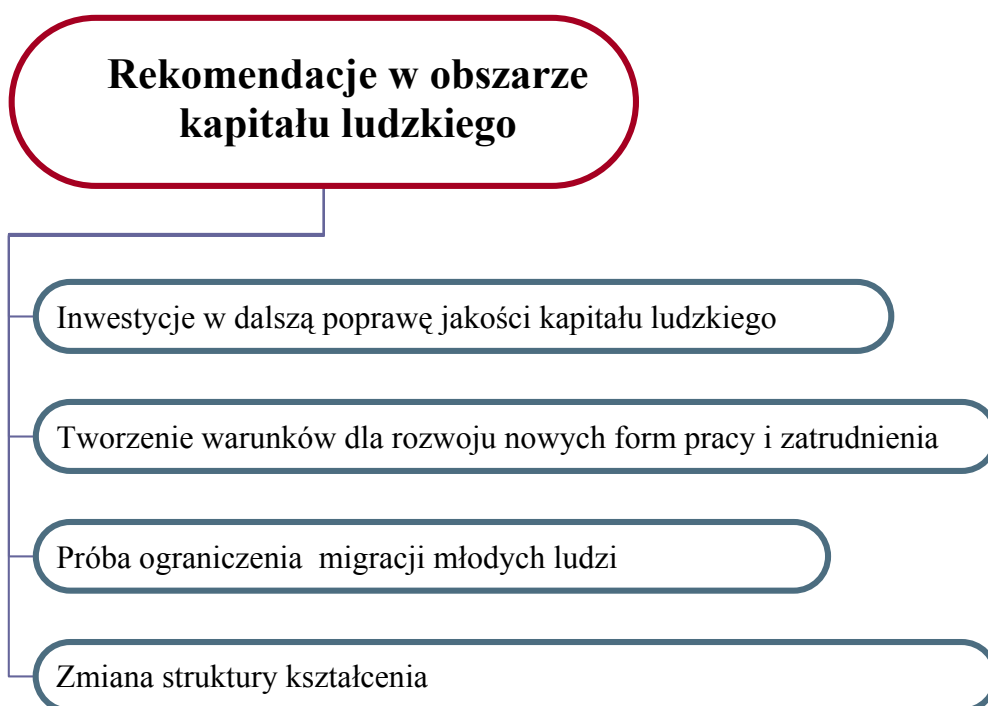 Rekomendacje w obszarze
kapitału ludzkiego
Inwestycje w dalszą poprawę jakości kapitału ludzkiego
Tworzenie warunków dla rozwoju nowych form pracy i zatrudnienia
Próba ograniczenia  migracji młodych ludzi
Zmiana struktury kształcenia